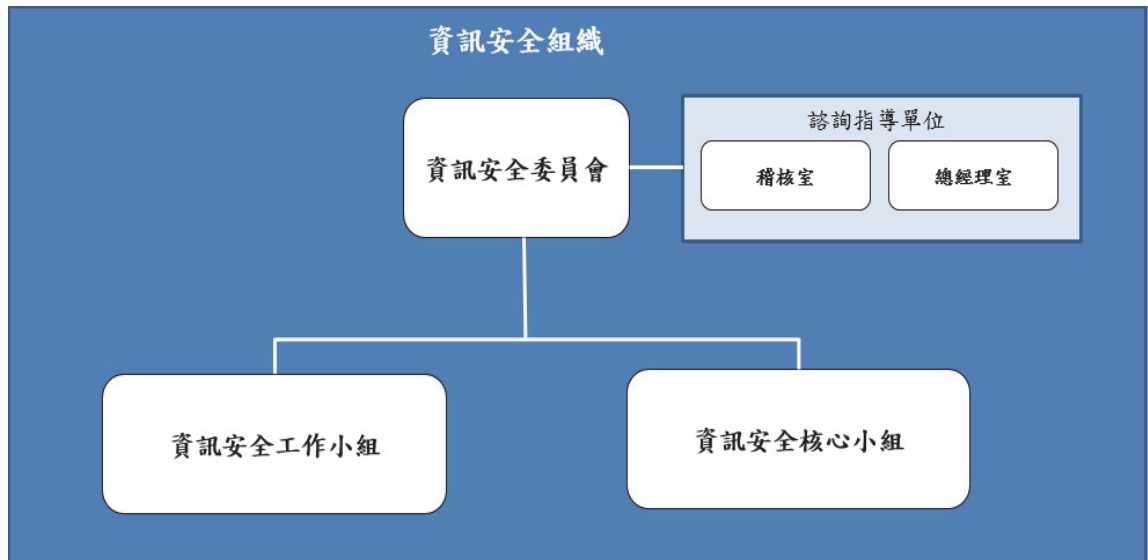 資訊安全組織
資訊安全委員會
諮詢指導單位
稽核室
總經理室
資訊安全工作小組
資訊安全核心小組